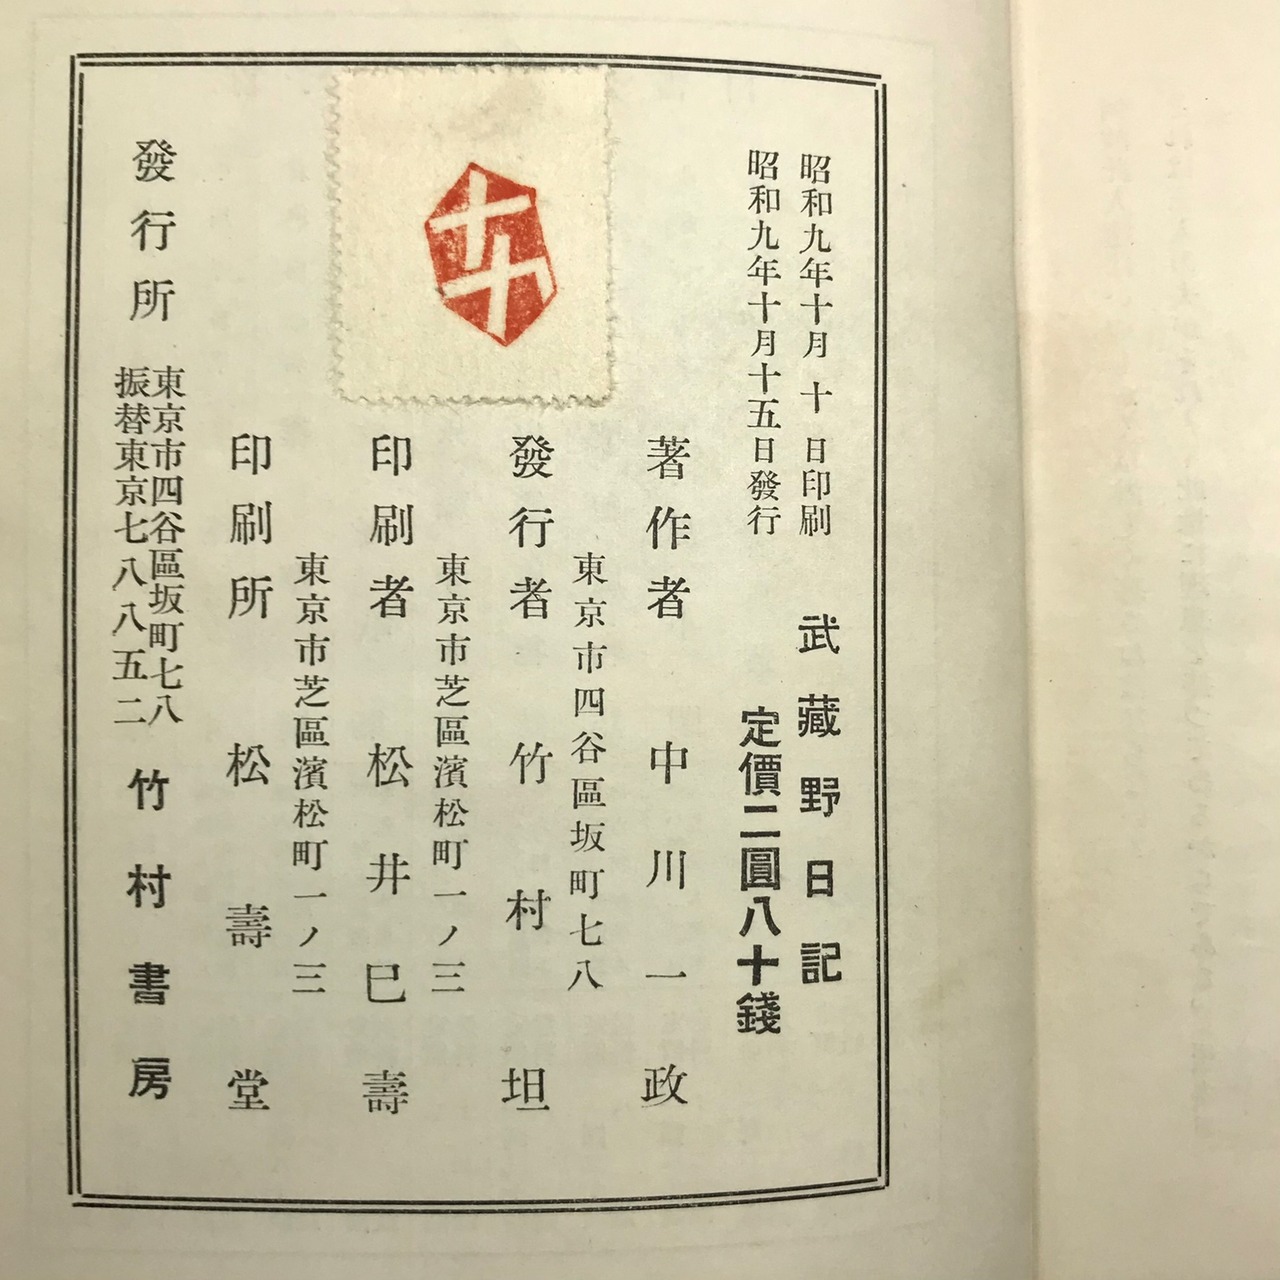 昭和九年十月 十 日印刷
昭和九年十月十五日發行
武藏野日記
定價二圓八十錢
著作者 中川一政
東京市四谷區坂町七八
發行者 竹村坦
東京市芝區濱松町一ノ三
印刷者 松井巳壽
東京市芝區濱松町一ノ三
印刷所 松壽堂
發行所
東京市四谷區坂町七八
振替東京七八八五二
竹村書房